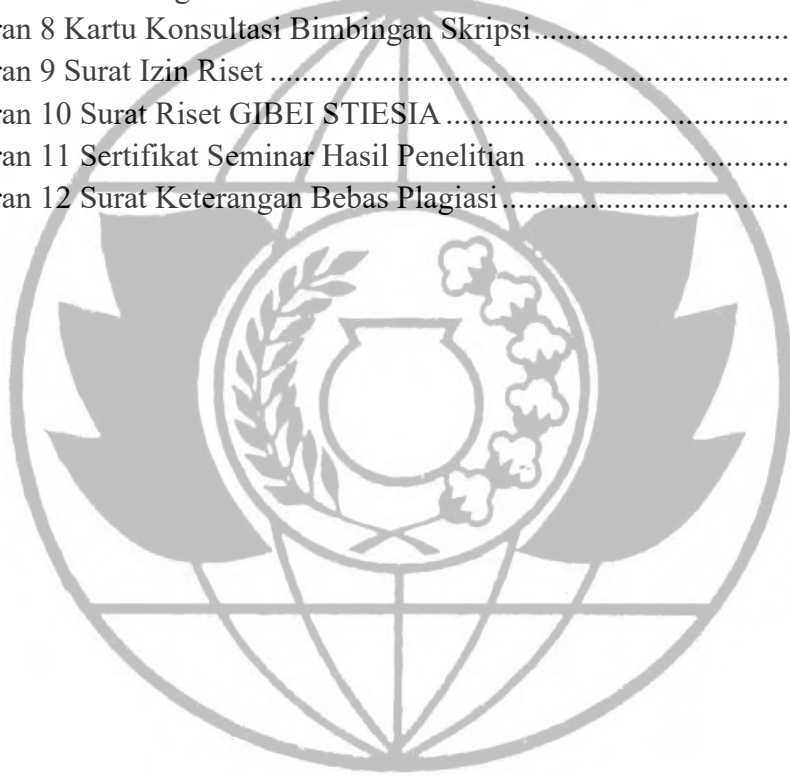 ran 8 Kartu Konsultasi Bimbingan Skripsi............................
ran 9 Surat Izin Riset............................................................
ran 10 Surat Riset GIBEI STIESIA........................................
ran 11 Sertifikat Seminar Hasil Penelitian ............................
ran 12 Surat Keterangan Bebas Plagiasi................................